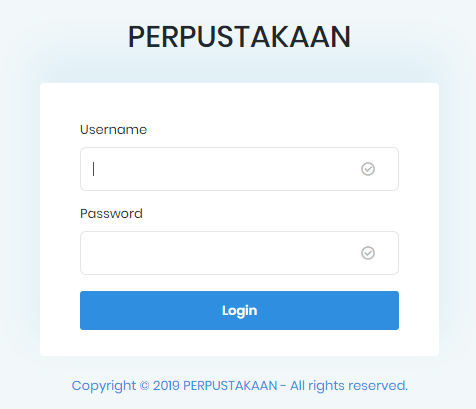 PERPUSTAKAAN
Username
Password
Login
Copyright © 2019 PERPUSTAKAAN - All rights reserved.